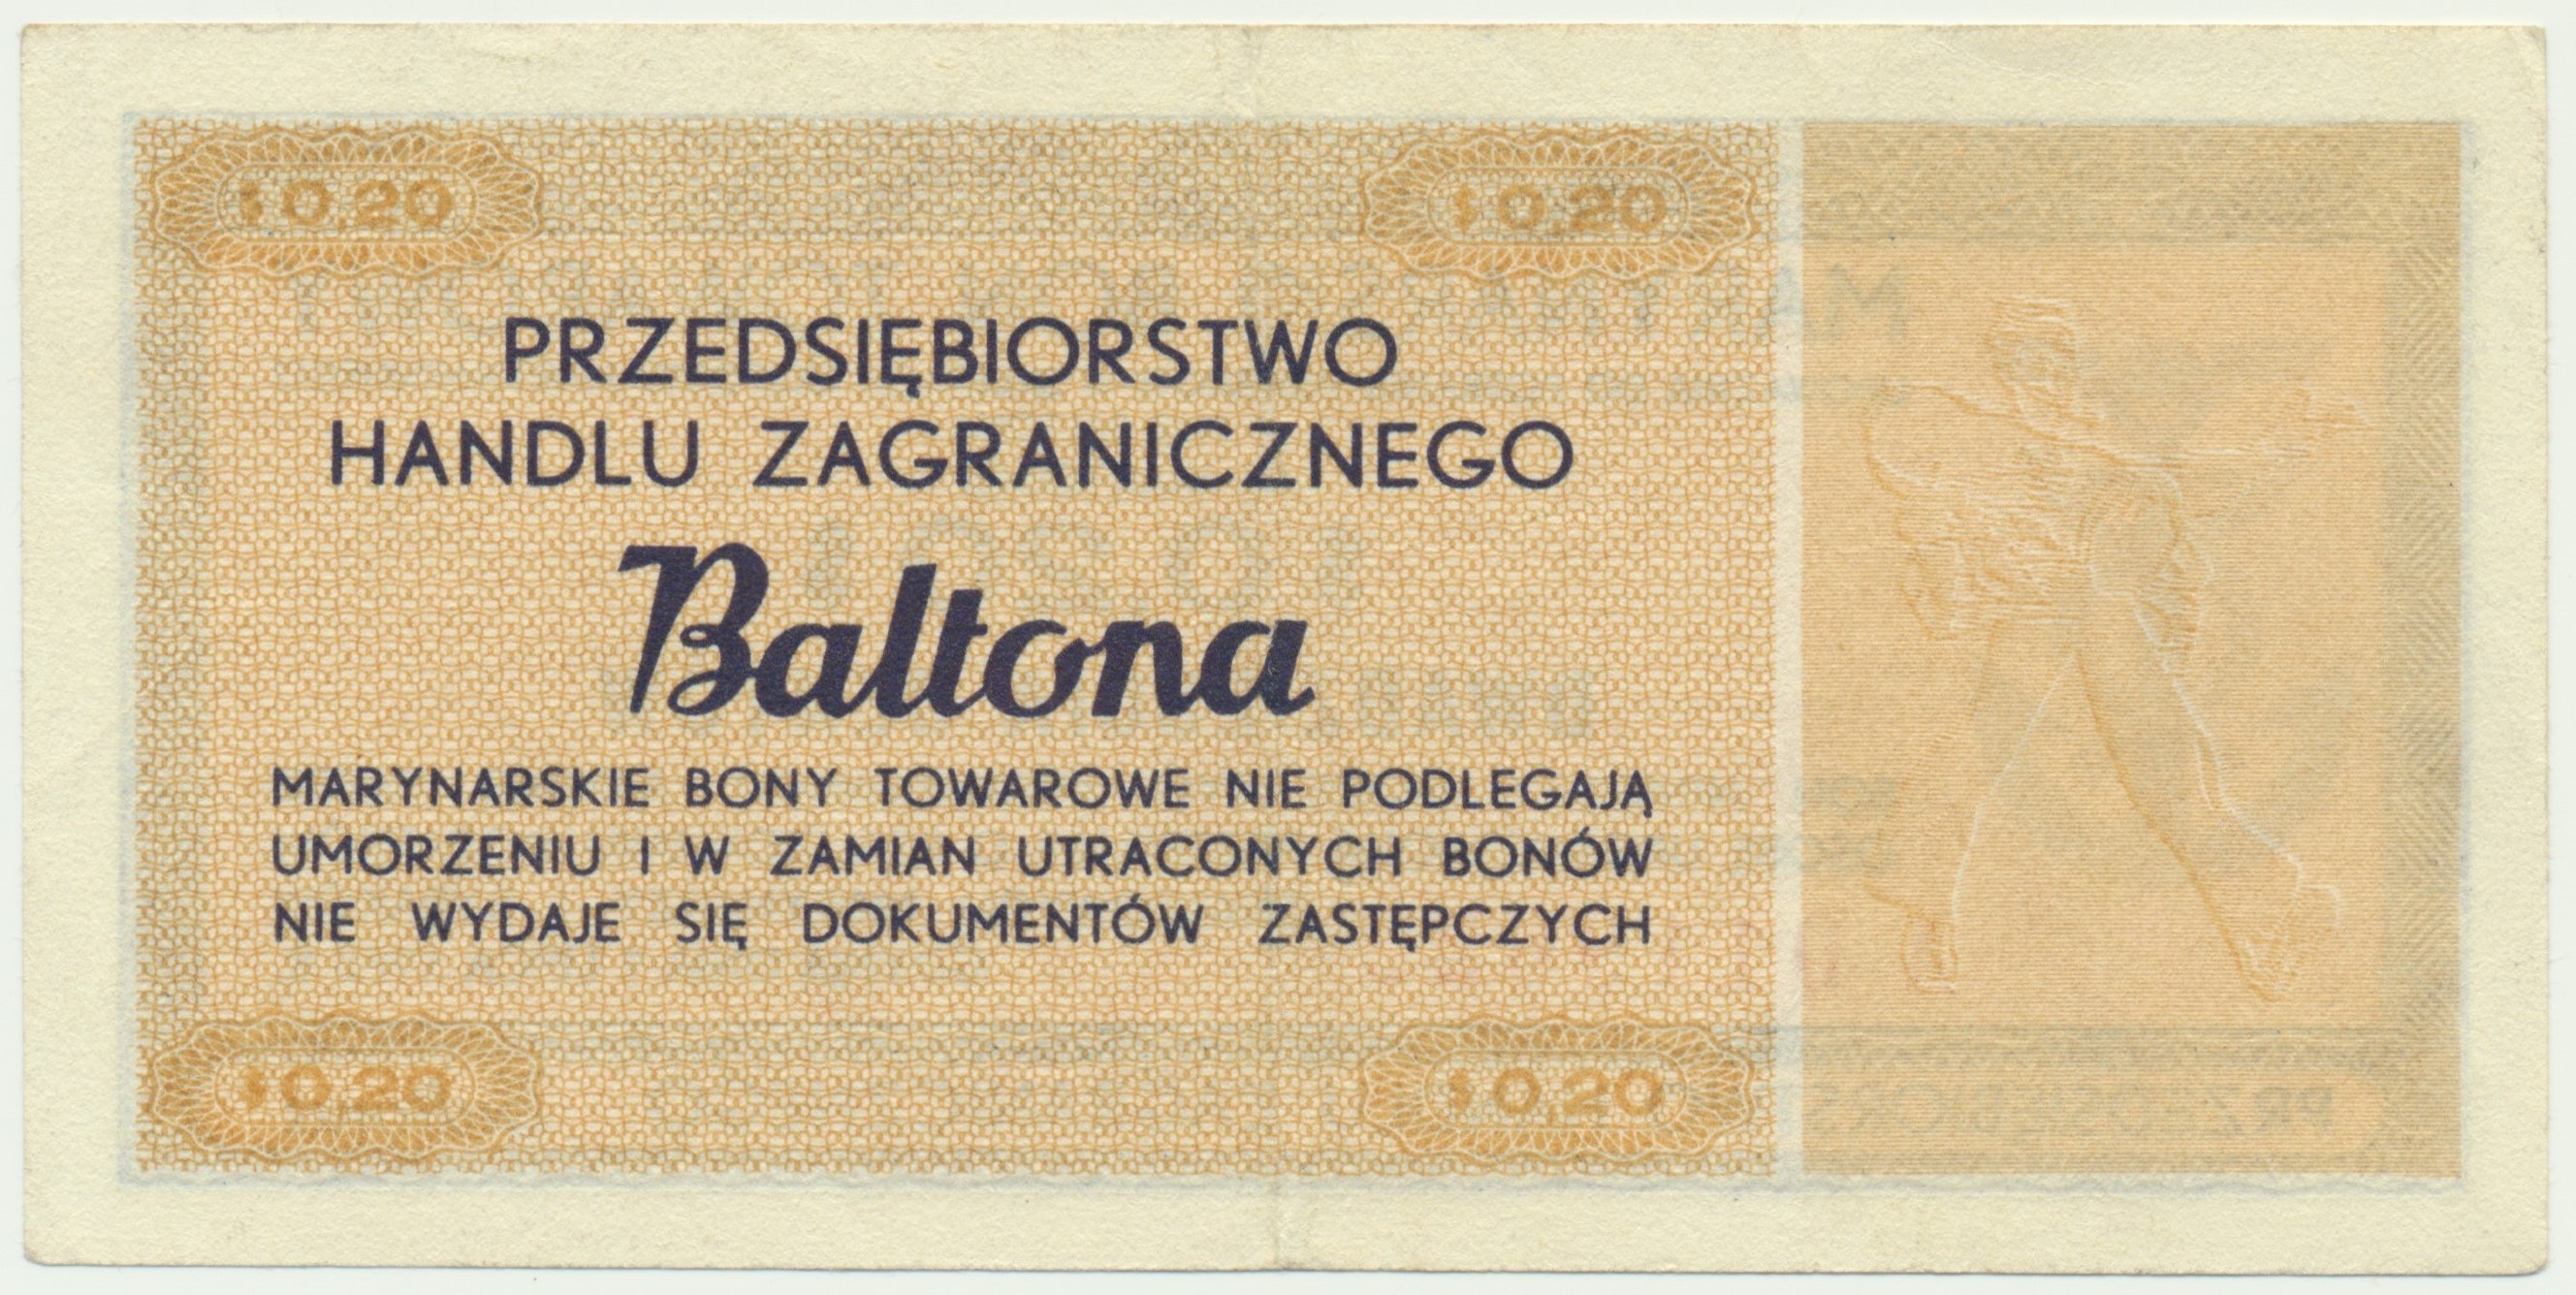 $ 0,20 $ 0,20
PRZEDSIĘBIORSTWO
HANDLU ZAGRANICZNEGO
Baltona
MARYNARSKIE BONY TOWAROWE NIE PODLEGAJĄ
UMORZENIU I W ZAMIAN UTRACONYCH BONÓW
NIE WYDAJE SIĘ DOKUMENTÓW ZASTĘPCZYCH
$ 0,20 $ 0,20